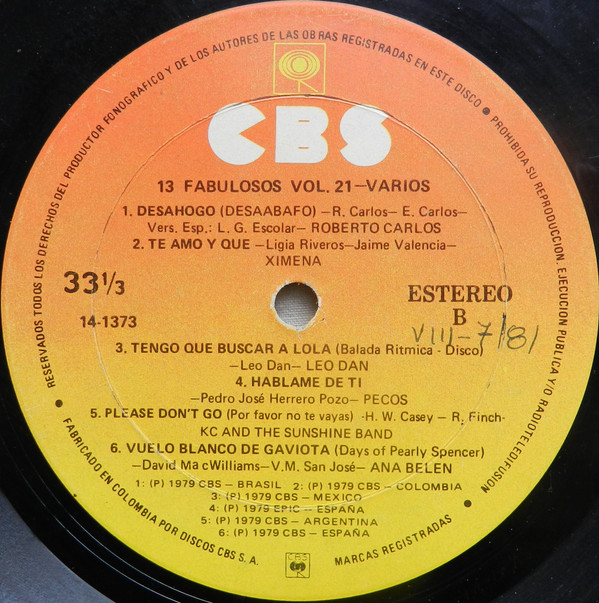 RESERVADOS TODOS LOS DERECHOS DEL PRODUCTOR FONOGRAFICO Y DE LOS AUTORES DE LAS OBRAS REGISTRADAS EN ESTE DISCO • PROHIBIDA SU REPRODUCCION, EJECUCION PUBLICA Y/O RADIOTELEDIFUSION •
CBS
13 FABULOSOS VOL. 21—VARIOS
1. DESAHOGO (DESAABAFO) —R. Carlos— E. Carlos—
Vers. Esp,: L. G. Escolar— ROBERTO CARLOS
2. TE AMO Y QUE —Ligia Riveros—Jaime Valencia—
XIMENA
33 1/3
ESTEREO
B
14-1373
VIII-7/81
3. TENGO QUE BUSCAR A LOLA (Balada Ritmica - Disco)
—Leo Dan— LEO DAN
4. HABLAME DE TI
—Pedro José Herrero Pozo— PECOS
5. PLEASE DON'T GO (Por favor no te vayas) -H. W. Casey — R. Finch-
KC AND THE SUNSHINE BAND
6. VUELO BLANCO DE GAVIOTA (Days of Pearly Spencer)
—David MacWilliams—V.M. San José— ANA BELEN
1: (P) 1979 CBS — BRASIL 2: (P) 1979 CBS — COLOMBIA
3: (P) 1979 CBS — MEXICO
4: (P) 1979 EPIC — ESPAÑA
5: (P) 1979 CBS — ARGENTINA
6: (P) 1979 CBS — ESPAÑA
CBS
• FABRICADO EN COLOMBIA POR DISCOS CBS S. A.
MARCAS REGISTRADAS •